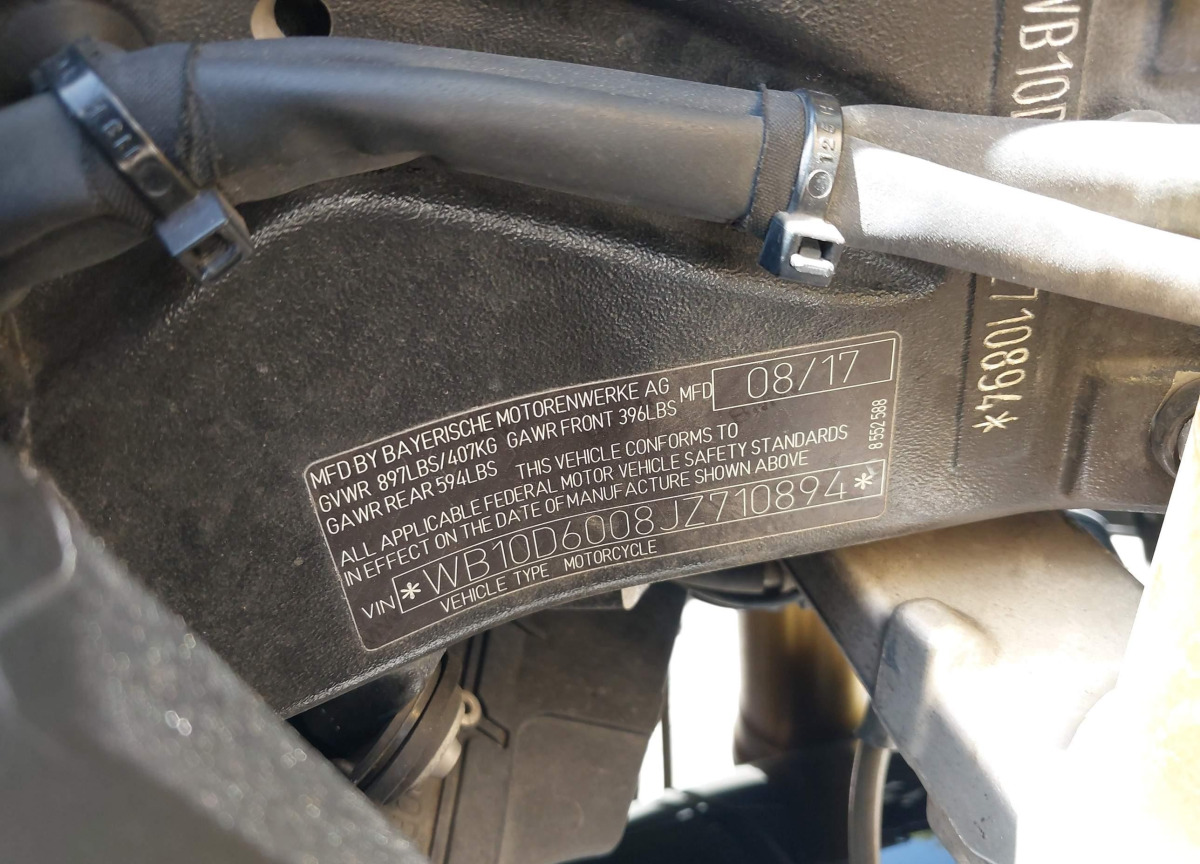 WB10D
710894*
125
MFD BY BAYERISCHE MOTORENWERKE AG MFD 08/17
GVWR 897LBS/407KG GAWR FRONT 396LBS
GAWR REAR 594LBS THIS VEHICLE CONFORMS TO
ALL APPLICABLE FEDERAL MOTOR VEHICLE SAFETY STANDARDS
IN EFFECT ON THE DATE OF MANUFACTURE SHOWN ABOVE
VIN *WB10D6008JZ710894*
VEHICLE TYPE MOTORCYCLE
8 552 588